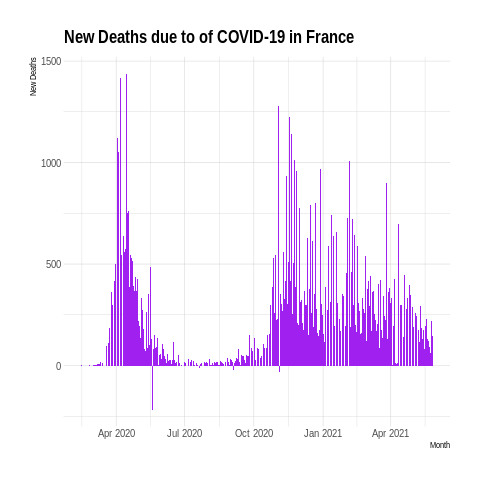 New Deaths due to of COVID-19 in France
New Deaths
1500
1000
500
0
Apr 2020 Jul 2020 Oct 2020 Jan 2021 Apr 2021
Month